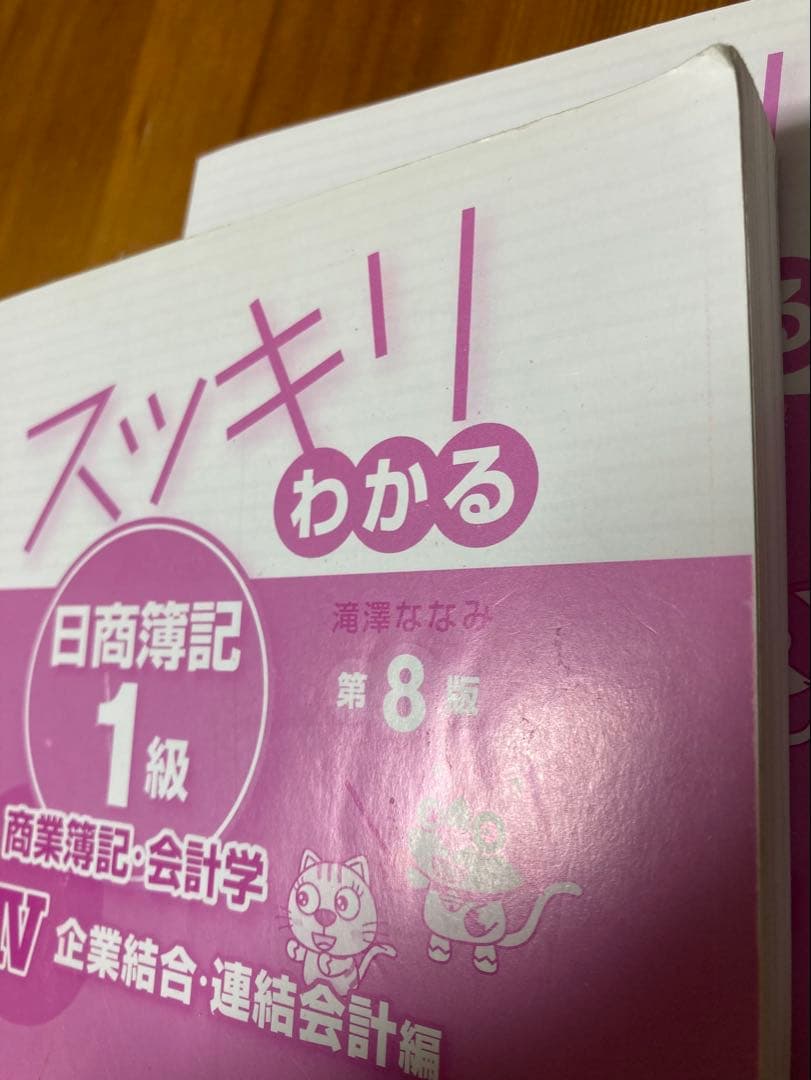 スッキリ
わかる
滝澤ななみ
第8版
日商簿記
1級
商業簿記・会計学
企業結合・連結会計編
る